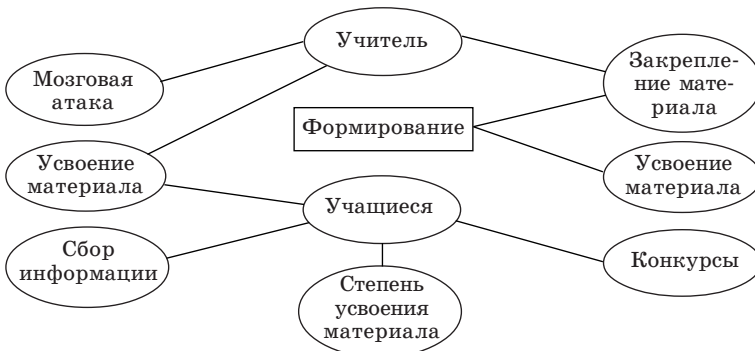 Учитель
Мозговая
атака
Закрепле-
ние мате-
риала
Формирование
Усвоение
материала
Усвоение
материала
Учащиеся
Сбор
информации
Степень
усвоения
материала
Конкурсы